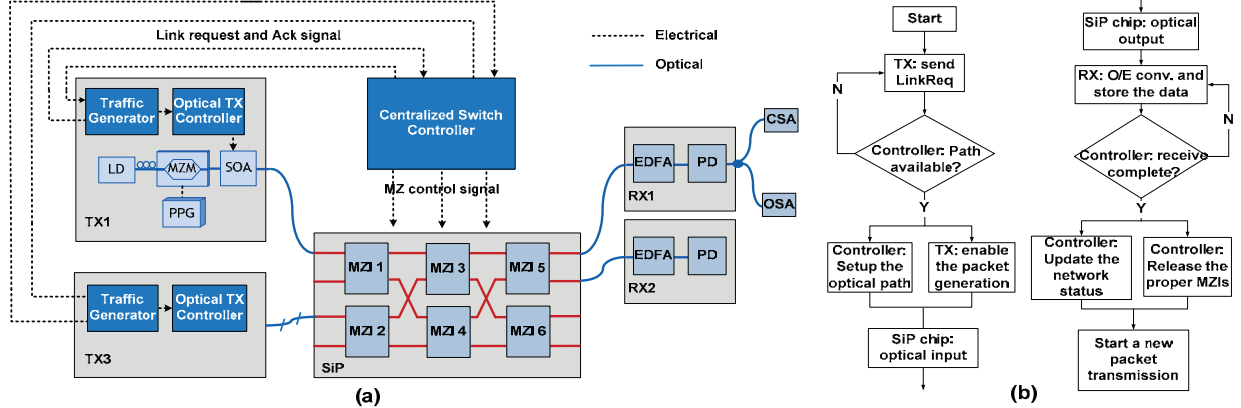 Link request and Ack signal
Electrical
Optical
Traffic
Generator
Optical TX
Controller
LD
MZM
SOA
PPG
TX1
Centralized Switch
Controller
MZ control signal
Traffic
Generator
Optical TX
Controller
TX3
MZI 1
MZI 3
MZI 5
MZI 2
MZI 4
MZI 6
SiP
EDFA
PD
RX1
CSA
OSA
EDFA
PD
RX2
(a)
Start
TX: send
LinkReq
N
Controller: Path
available?
Y
Controller:
Setup the
optical path
TX: enable
the packet
generation
SiP chip:
optical input
SiP chip: optical
output
RX: O/E conv. and
store the data
N
Controller: receive
complete?
Y
Controller:
Update the
network
status
Controller:
Release the
proper MZIs
Start a new
packet
transmission
(b)